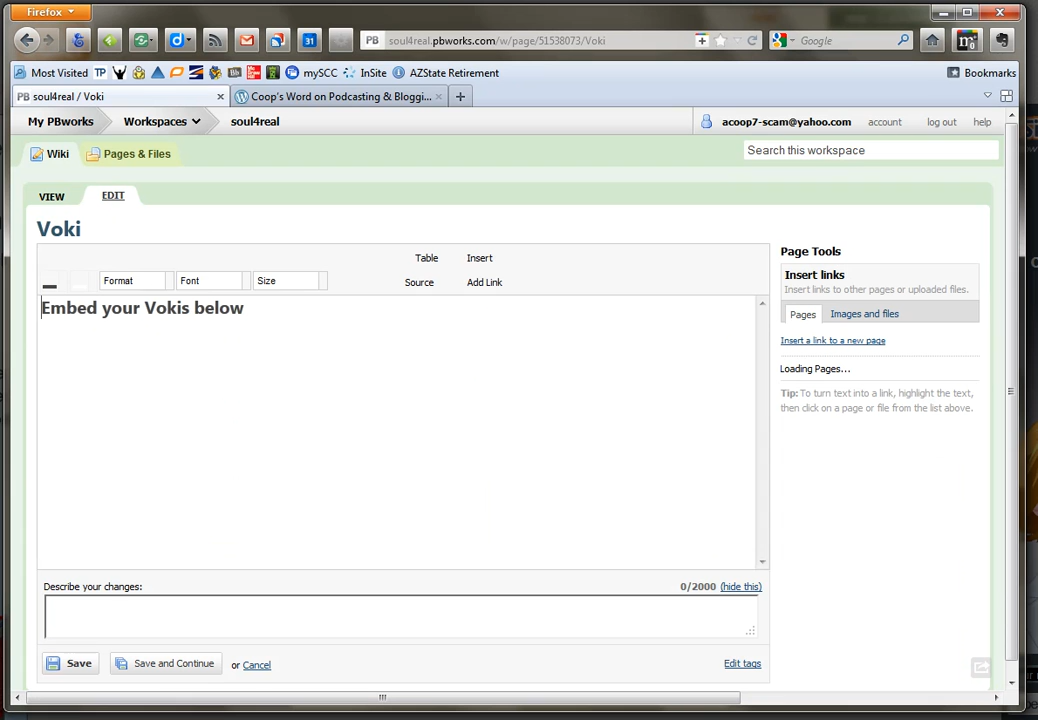 Firefox
PB soul4real.pbworks.com/w/page/51538073/Voki
Google
Most Visited TP mySCC InSite AZState Retirement Bookmarks
PB soul4real / Voki
Coop's Word on Podcasting & Bloggi...
My PBworks Workspaces soul4real
acoop7-scam@yahoo.com account log out help
Wiki Pages & Files
Search this workspace
VIEW EDIT
Voki
Table Insert
Format Font Size Source Add Link
Embed your Vokis below
Page Tools
Insert links
Insert links to other pages or uploaded files.
Pages Images and files
Insert a link to a new page
Loading Pages...
Tip: To turn text into a link, highlight the text,
then click on a page or file from the list above.
Describe your changes: 0/2000 (hide this)
Save Save and Continue or Cancel Edit tags